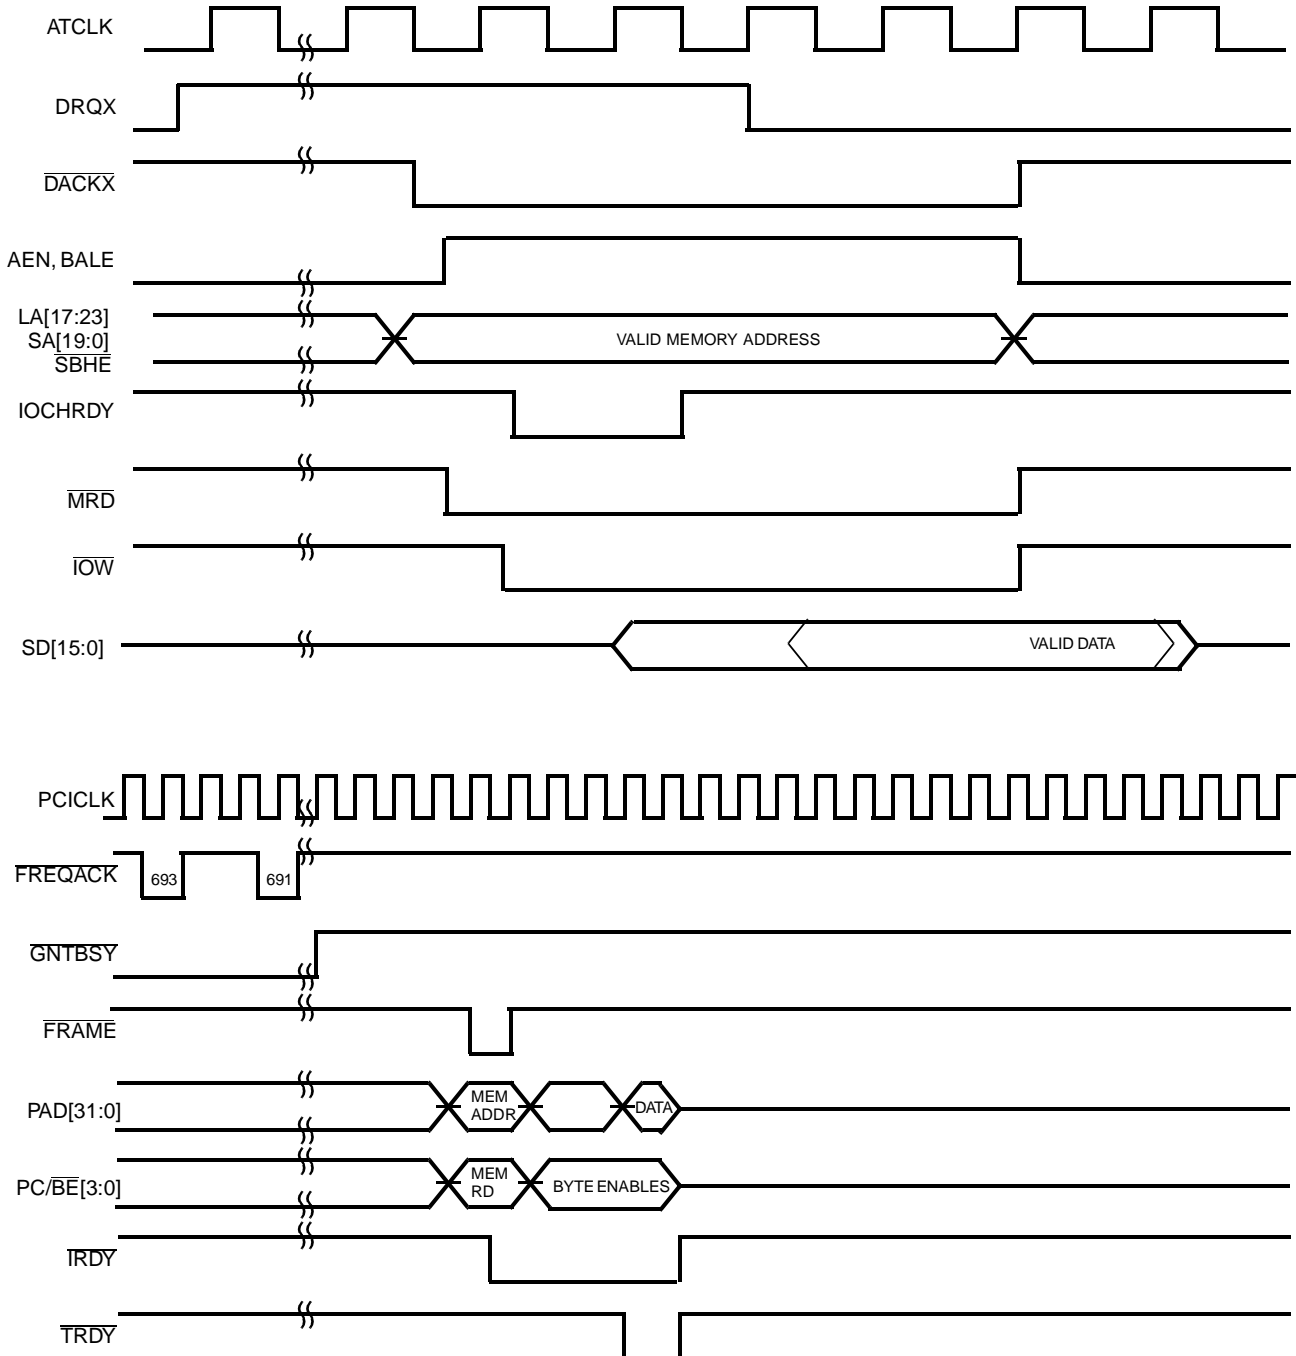 ATCLK
DRQX
DACKX
AEN, BALE
LA[17:23]
SA[19:0]
SBHE
VALID MEMORY ADDRESS
IOCHRDY
MRD
IOW
SD[15:0]
VALID DATA
PCICLK
FREQACK
693
691
GNTBSY
FRAME
PAD[31:0]
MEM
ADDR
DATA
PC/BE[3:0]
MEM
RD
BYTE ENABLES
IRDY
TRDY